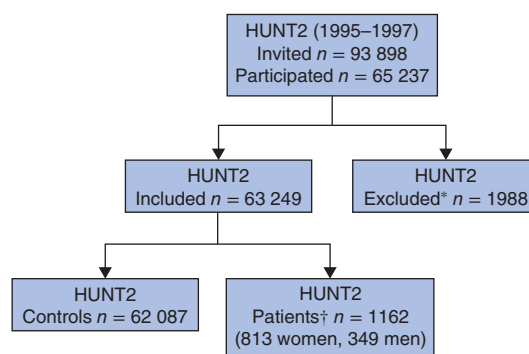 HUNT2 (1995–1997)
Invited n = 93 898
Participated n = 65 237
HUNT2
Included n = 63 249
HUNT2
Excluded* n = 1988
HUNT2
Controls n = 62 087
HUNT2
Patients† n = 1162
(813 women, 349 men)